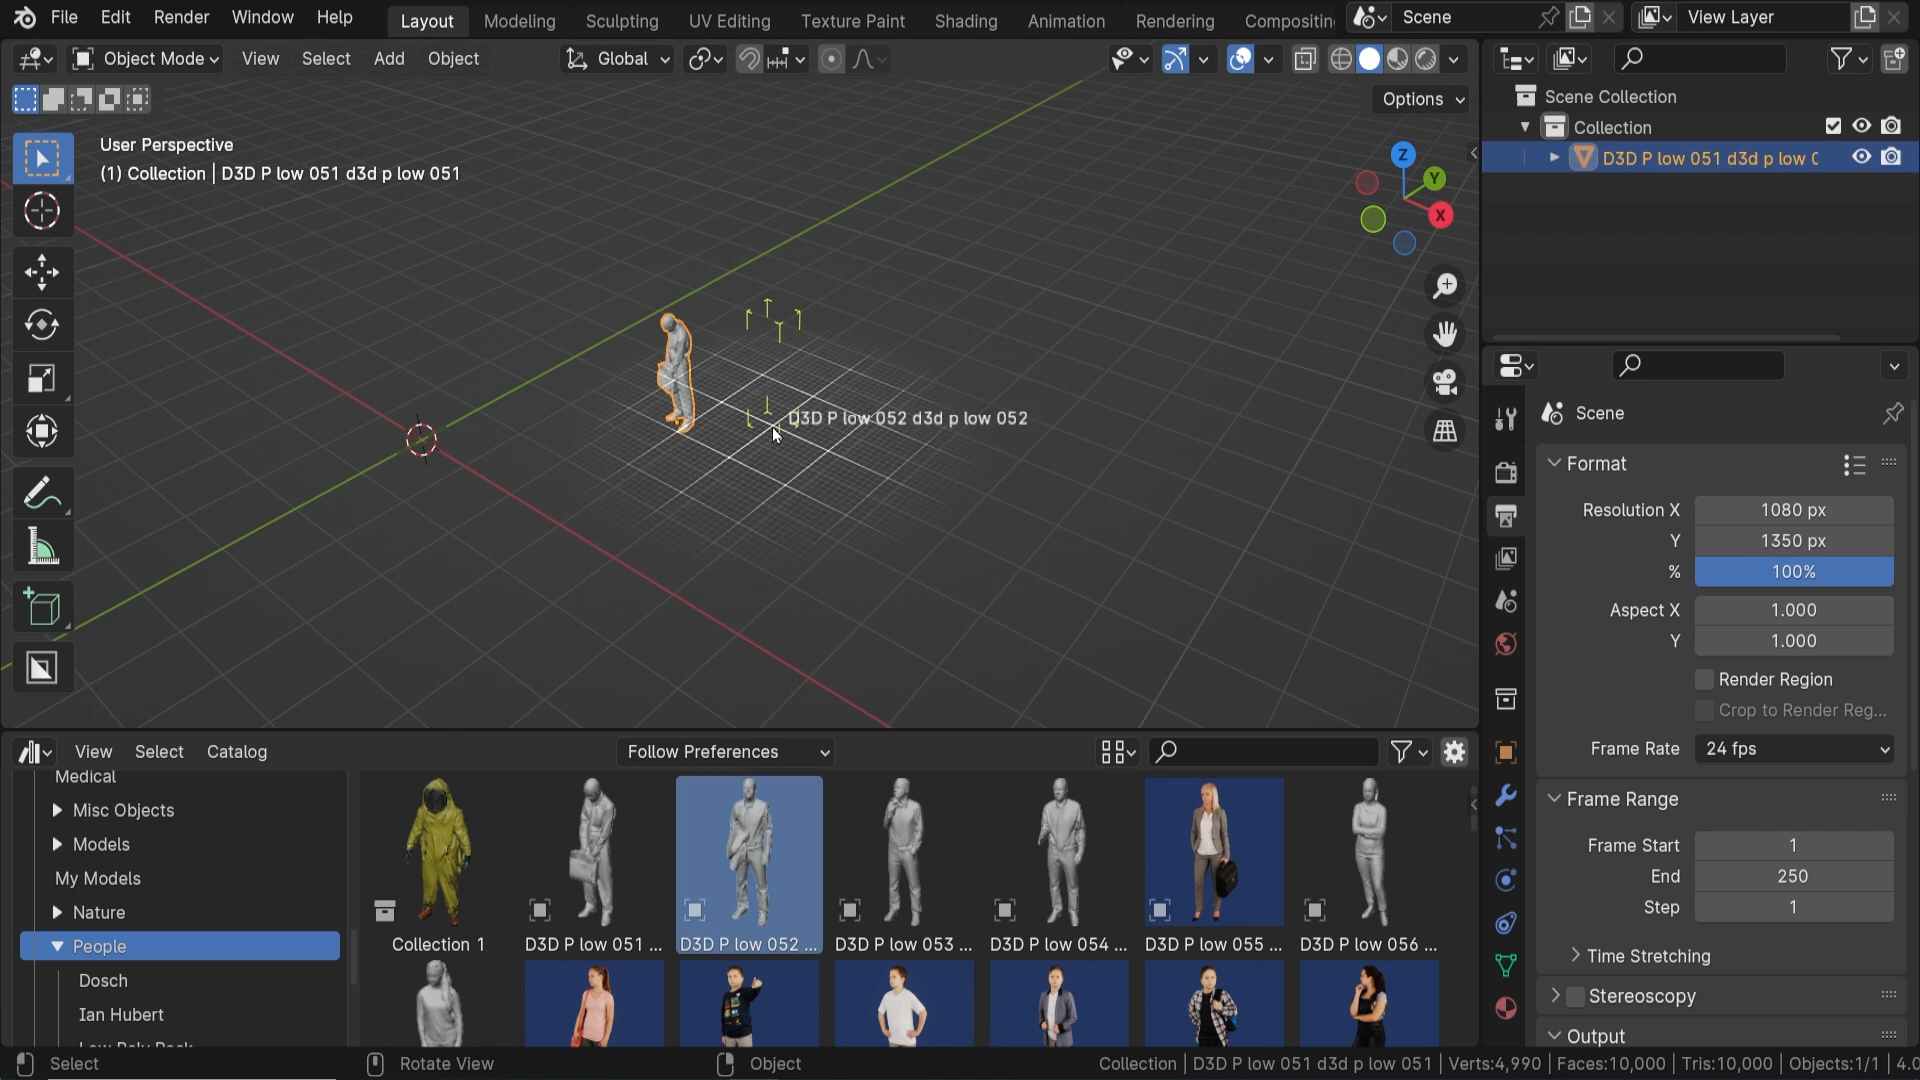 File Edit Render Window Help
Layout Modeling Sculpting UV Editing Texture Paint Shading Animation Rendering
Scene
View Layer
Object Mode View Select Add Object
Global
Options
User Perspective
(1) Collection | D3D P low 051 d3d p low 051
Z
Y
X
D3D P low 052 d3d p low 052
Scene Collection
Collection
D3D P low 051 d3d p low
Scene
Format
Resolution X 1080 px
Y 1350 px
% 100%
Aspect X 1.000
Y 1.000
Render Region
Crop to Render Reg...
Frame Rate 24 fps
Frame Range
Frame Start 1
End 250
Step 1
Time Stretching
Stereoscopy
Output
View Select Catalog
Follow Preferences
Medical
Misc Objects
Models
My Models
Nature
People
Dosch
Ian Hubert
Collection 1
D3D P low 051 ...
D3D P low 052 ...
D3D P low 053 ...
D3D P low 054 ...
D3D P low 055 ...
D3D P low 056 ...
Select
Rotate View
Object
Collection | D3D P low 051 d3d p low 051 | Verts:4,990 | Faces:10,000 | Tris:10,000 | Objects:1/1 |